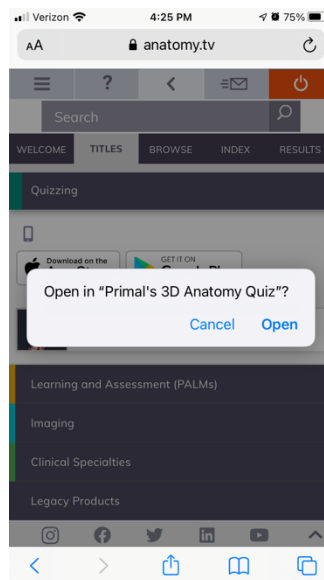 Verizon 4:25 PM 75%
AA anatomy.tv
?
Search
WELCOME TITLES BROWSE INDEX RESULTS
Quizzing
Download on the GET IT ON
Open in “Primal's 3D Anatomy Quiz”?
Cancel Open
Learning and Assessment (PALMs)
Imaging
Clinical Specialties
Legacy Products